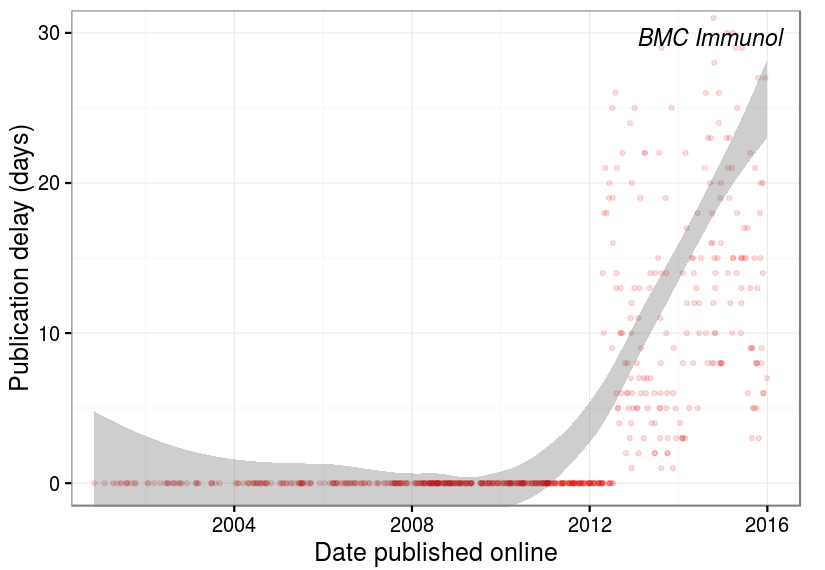 BMC Immunol
30
20
10
0
Publication delay (days)
2004 2008 2012 2016
Date published online